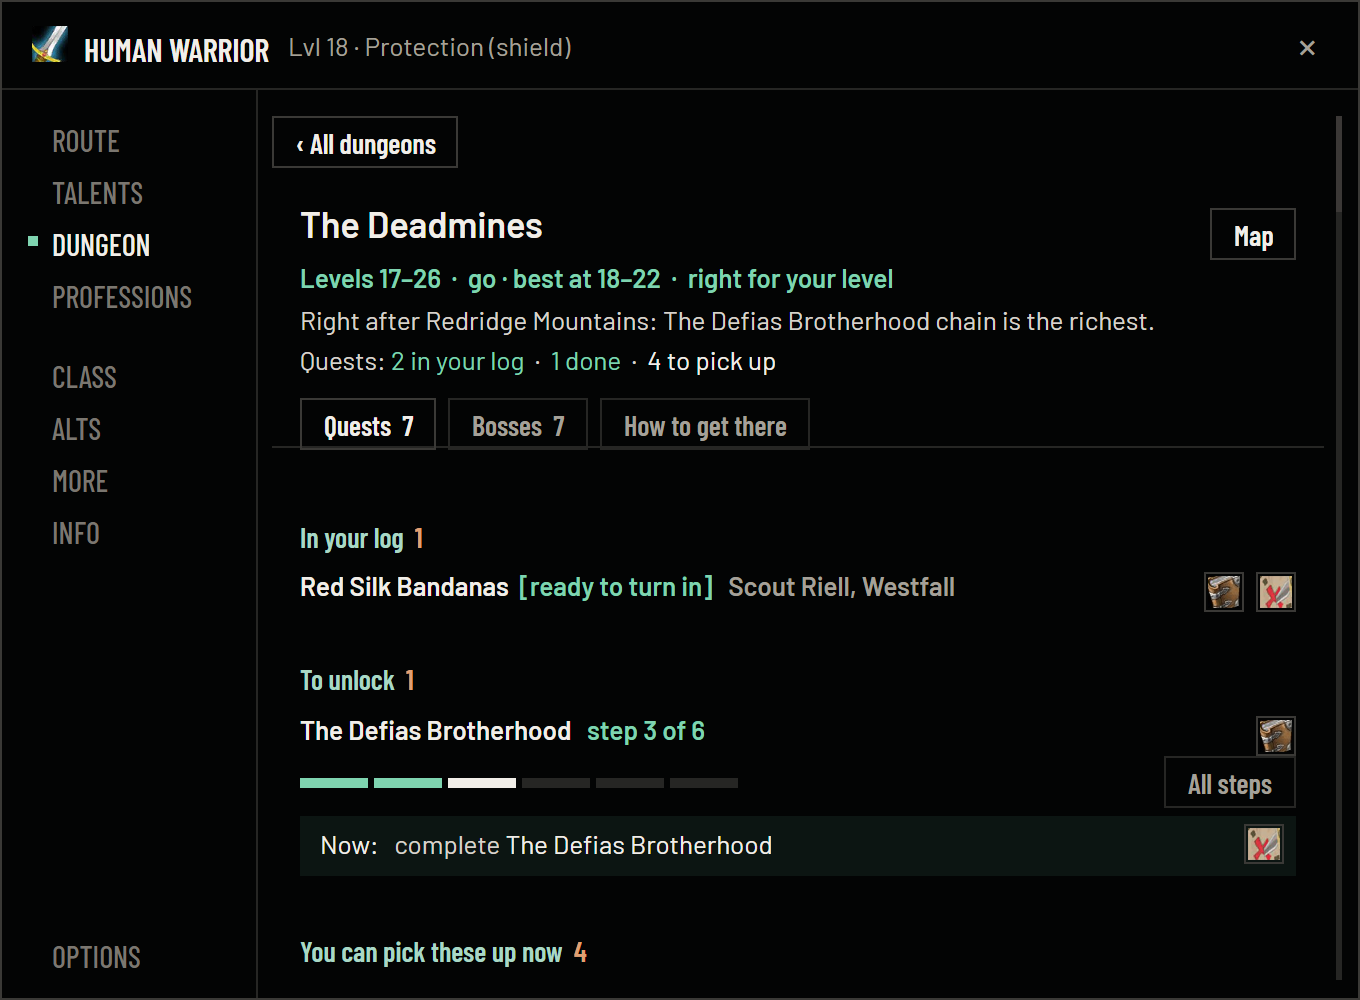 HUMAN WARRIOR Lvl 18 · Protection (shield) ×
ROUTE
TALENTS
DUNGEON
PROFESSIONS
CLASS
ALTS
MORE
INFO
OPTIONS
‹ All dungeons
The Deadmines
Map
Levels 17–26 · go · best at 18–22 · right for your level
Right after Redridge Mountains: The Defias Brotherhood chain is the richest.
Quests: 2 in your log · 1 done · 4 to pick up
Quests 7 Bosses 7 How to get there
In your log 1
Red Silk Bandanas [ready to turn in] Scout Riell, Westfall
To unlock 1
The Defias Brotherhood step 3 of 6
All steps
Now: complete The Defias Brotherhood
You can pick these up now 4